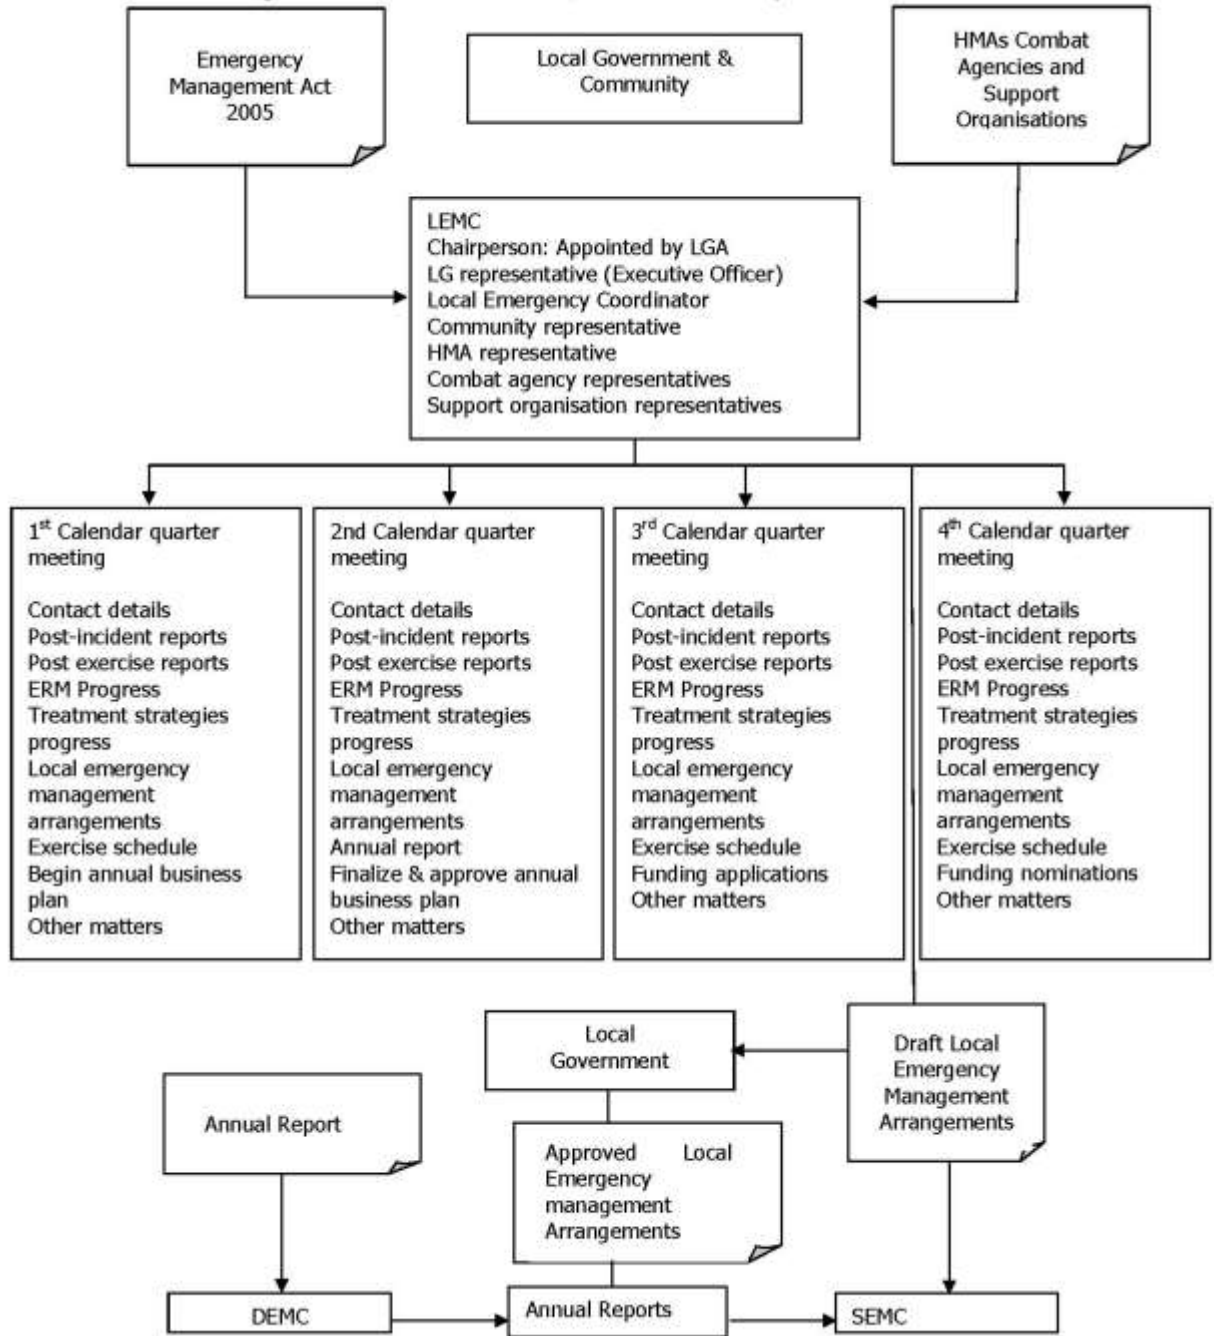 Emergency
Management Act
2005
Local Government &
Community
HMAs Combat
Agencies and
Support
Organisations
LEMC
Chairperson: Appointed by LGA
LG representative (Executive Officer)
Local Emergency Coordinator
Community representative
HMA representative
Combat agency representatives
Support organisation representatives
1st Calendar quarter
meeting
Contact details
Post-incident reports
Post exercise reports
ERM Progress
Treatment strategies
progress
Local emergency
management
arrangements
Exercise schedule
Begin annual business
plan
Other matters
2nd Calendar quarter
meeting
Contact details
Post-incident reports
Post exercise reports
ERM Progress
Treatment strategies
progress
Local emergency
management
arrangements
Annual report
Finalize & approve annual
business plan
Other matters
3rd Calendar quarter
meeting
Contact details
Post-incident reports
Post exercise reports
ERM Progress
Treatment strategies
progress
Local emergency
management
arrangements
Exercise schedule
Funding applications
Other matters
4th Calendar quarter
meeting
Contact details
Post-incident reports
Post exercise reports
ERM Progress
Treatment strategies
progress
Local emergency
management
arrangements
Exercise schedule
Funding nominations
Other matters
Local
Government
Draft Local
Emergency
Management
Arrangements
Annual Report
Approved Local
Emergency
management
Arrangements
DEMC
Annual Reports
SEMC